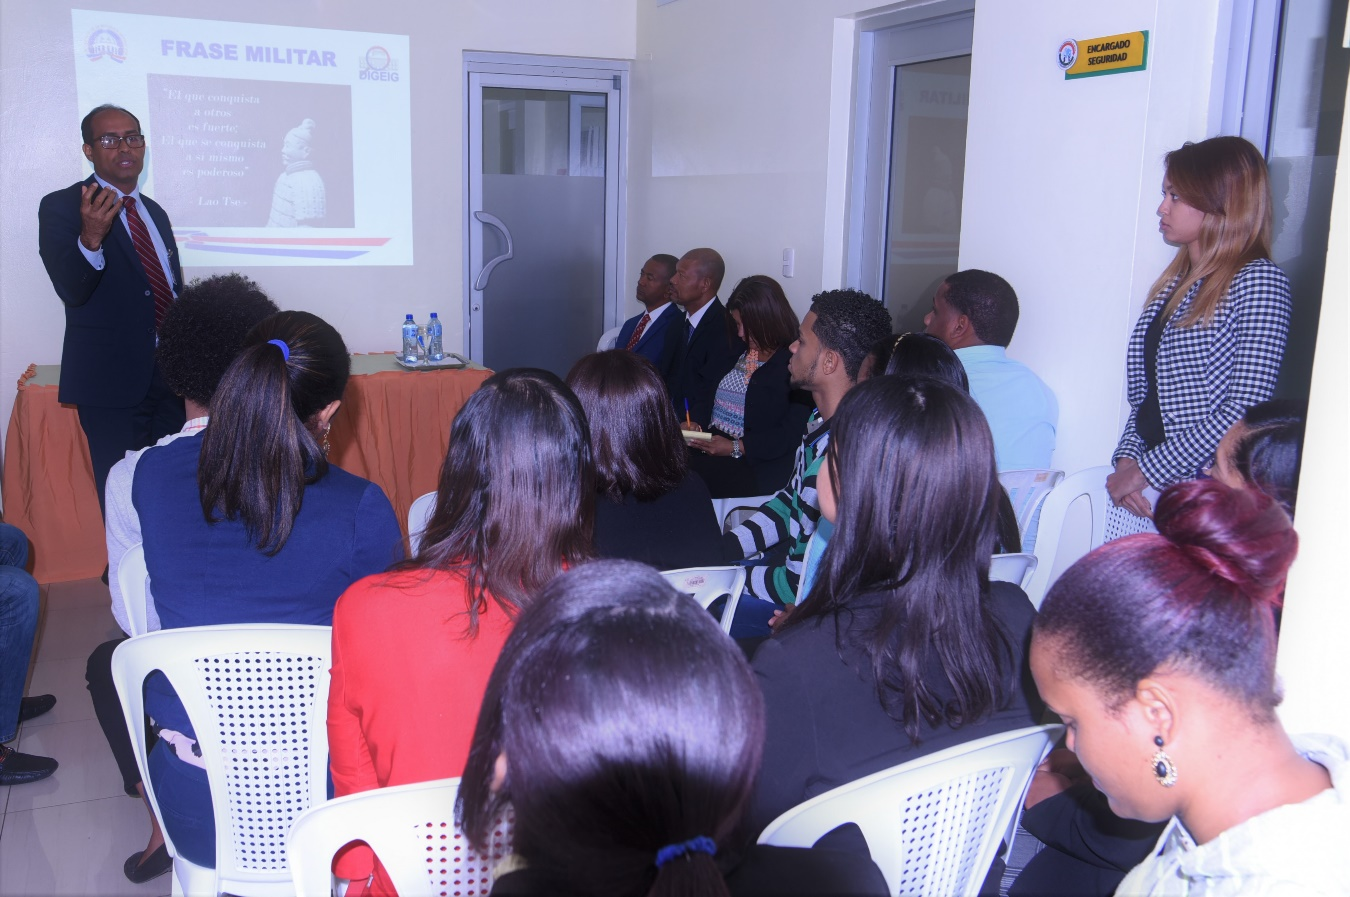 FRASE MILITAR
DIGEIG
"El que conquista
a otros
es fuerte;
El que se conquista
a si mismo
es poderoso"
- Lao Tse -
ENCARGADO
SEGURIDAD